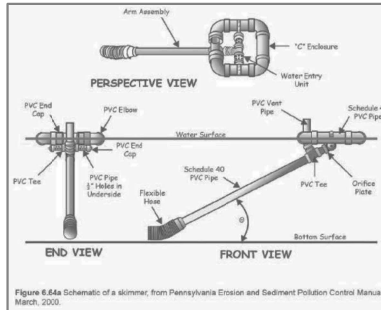 Arm Assembly
"C" Enclosure
Water Entry
Unit
PERSPECTIVE VIEW
PVC End
Cap
PVC Elbow
PVC Vent
Pipe
Schedule 4
PVC Pipe
Water Surface
PVC End
Cap
PVC Tee
PVC Pipe
½" Holes in
Underside
Schedule 40
PVC Pipe
Flexible
Hose
θ
PVC Tee
Orifice
Plate
Bottom Surface
END VIEW
FRONT VIEW
Figure 6.64a Schematic of a skimmer, from Pennsylvania Erosion and Sediment Pollution Control Manua
March, 2000.